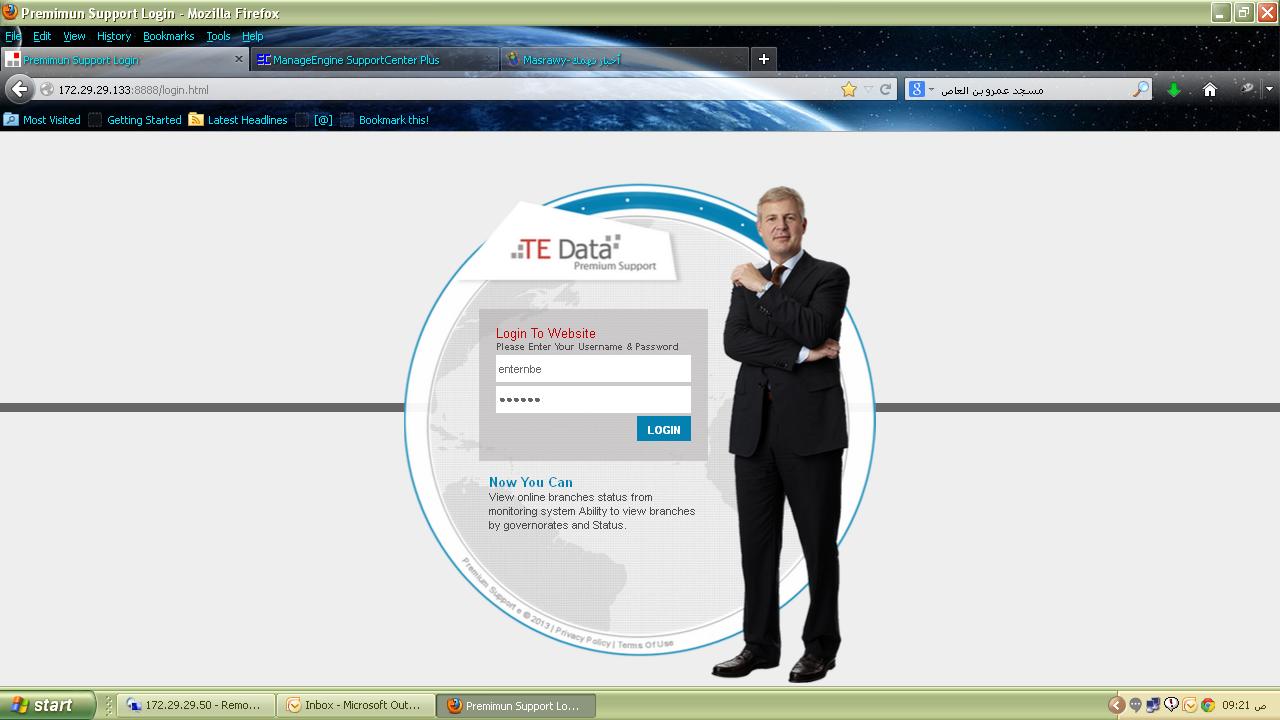 Premimun Support Login - Mozilla Firefox
File Edit View History Bookmarks Tools Help
Premimun Support Login
ManageEngine SupportCenter Plus
Masrawy-أخبار تهمك
172.29.29.133:8928/login.html
مسجد عمرو بن العاص
Most Visited Getting Started Latest Headlines [@] Bookmark this!
TE Data
Premium Support
Login To Website
Please Enter Your Username & Password
enternbe
LOGIN
Now You Can
View online branches status from
monitoring system Ability to view branches
by governorates and Status.
Premium Support e © 2013 | Privacy Policy | Terms Of Use
start
172.29.29.50 - Remo...
Inbox - Microsoft Out...
Premimun Support Lo...
09:21 ص